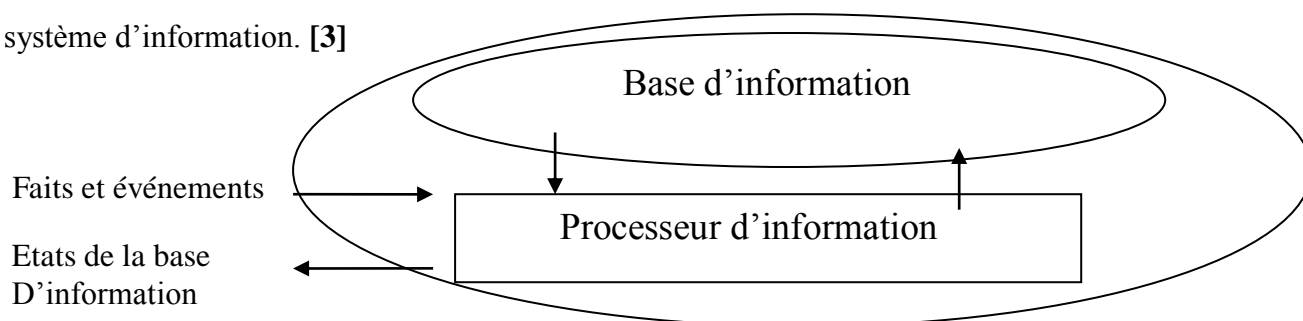 système d’information. [3]
Base d’information
Faits et événements
Processeur d’information
Etats de la base
D’information